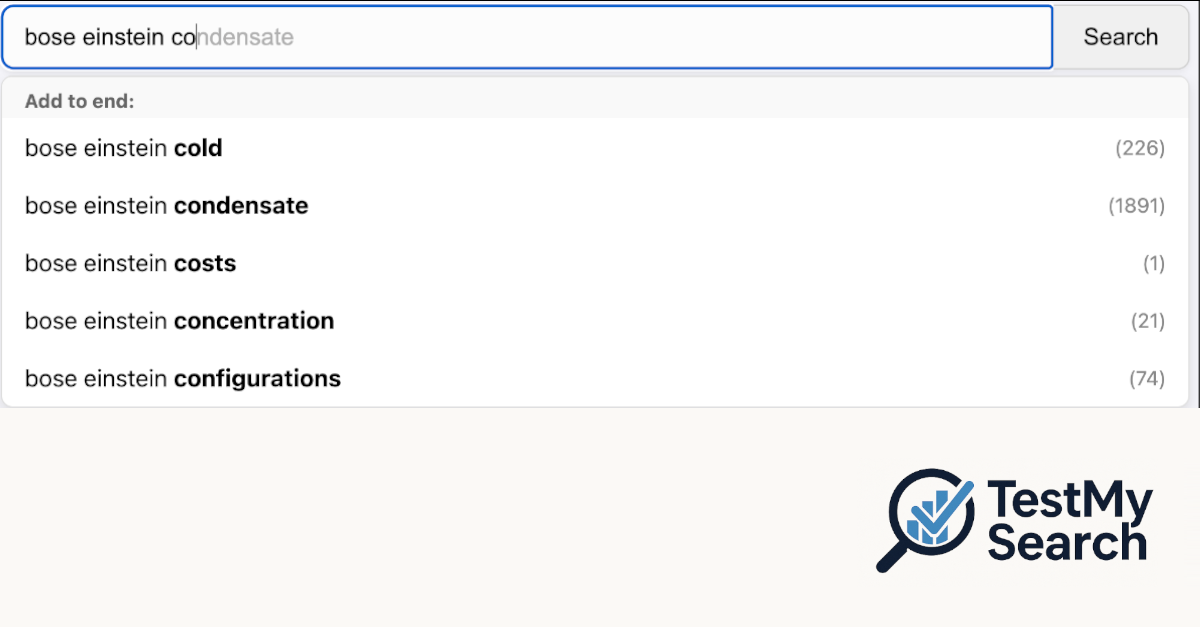 bose einstein condensate
Search
Add to end:
bose einstein cold (226)
bose einstein condensate (1891)
bose einstein costs (1)
bose einstein concentration (21)
bose einstein configurations (74)
TestMy
Search